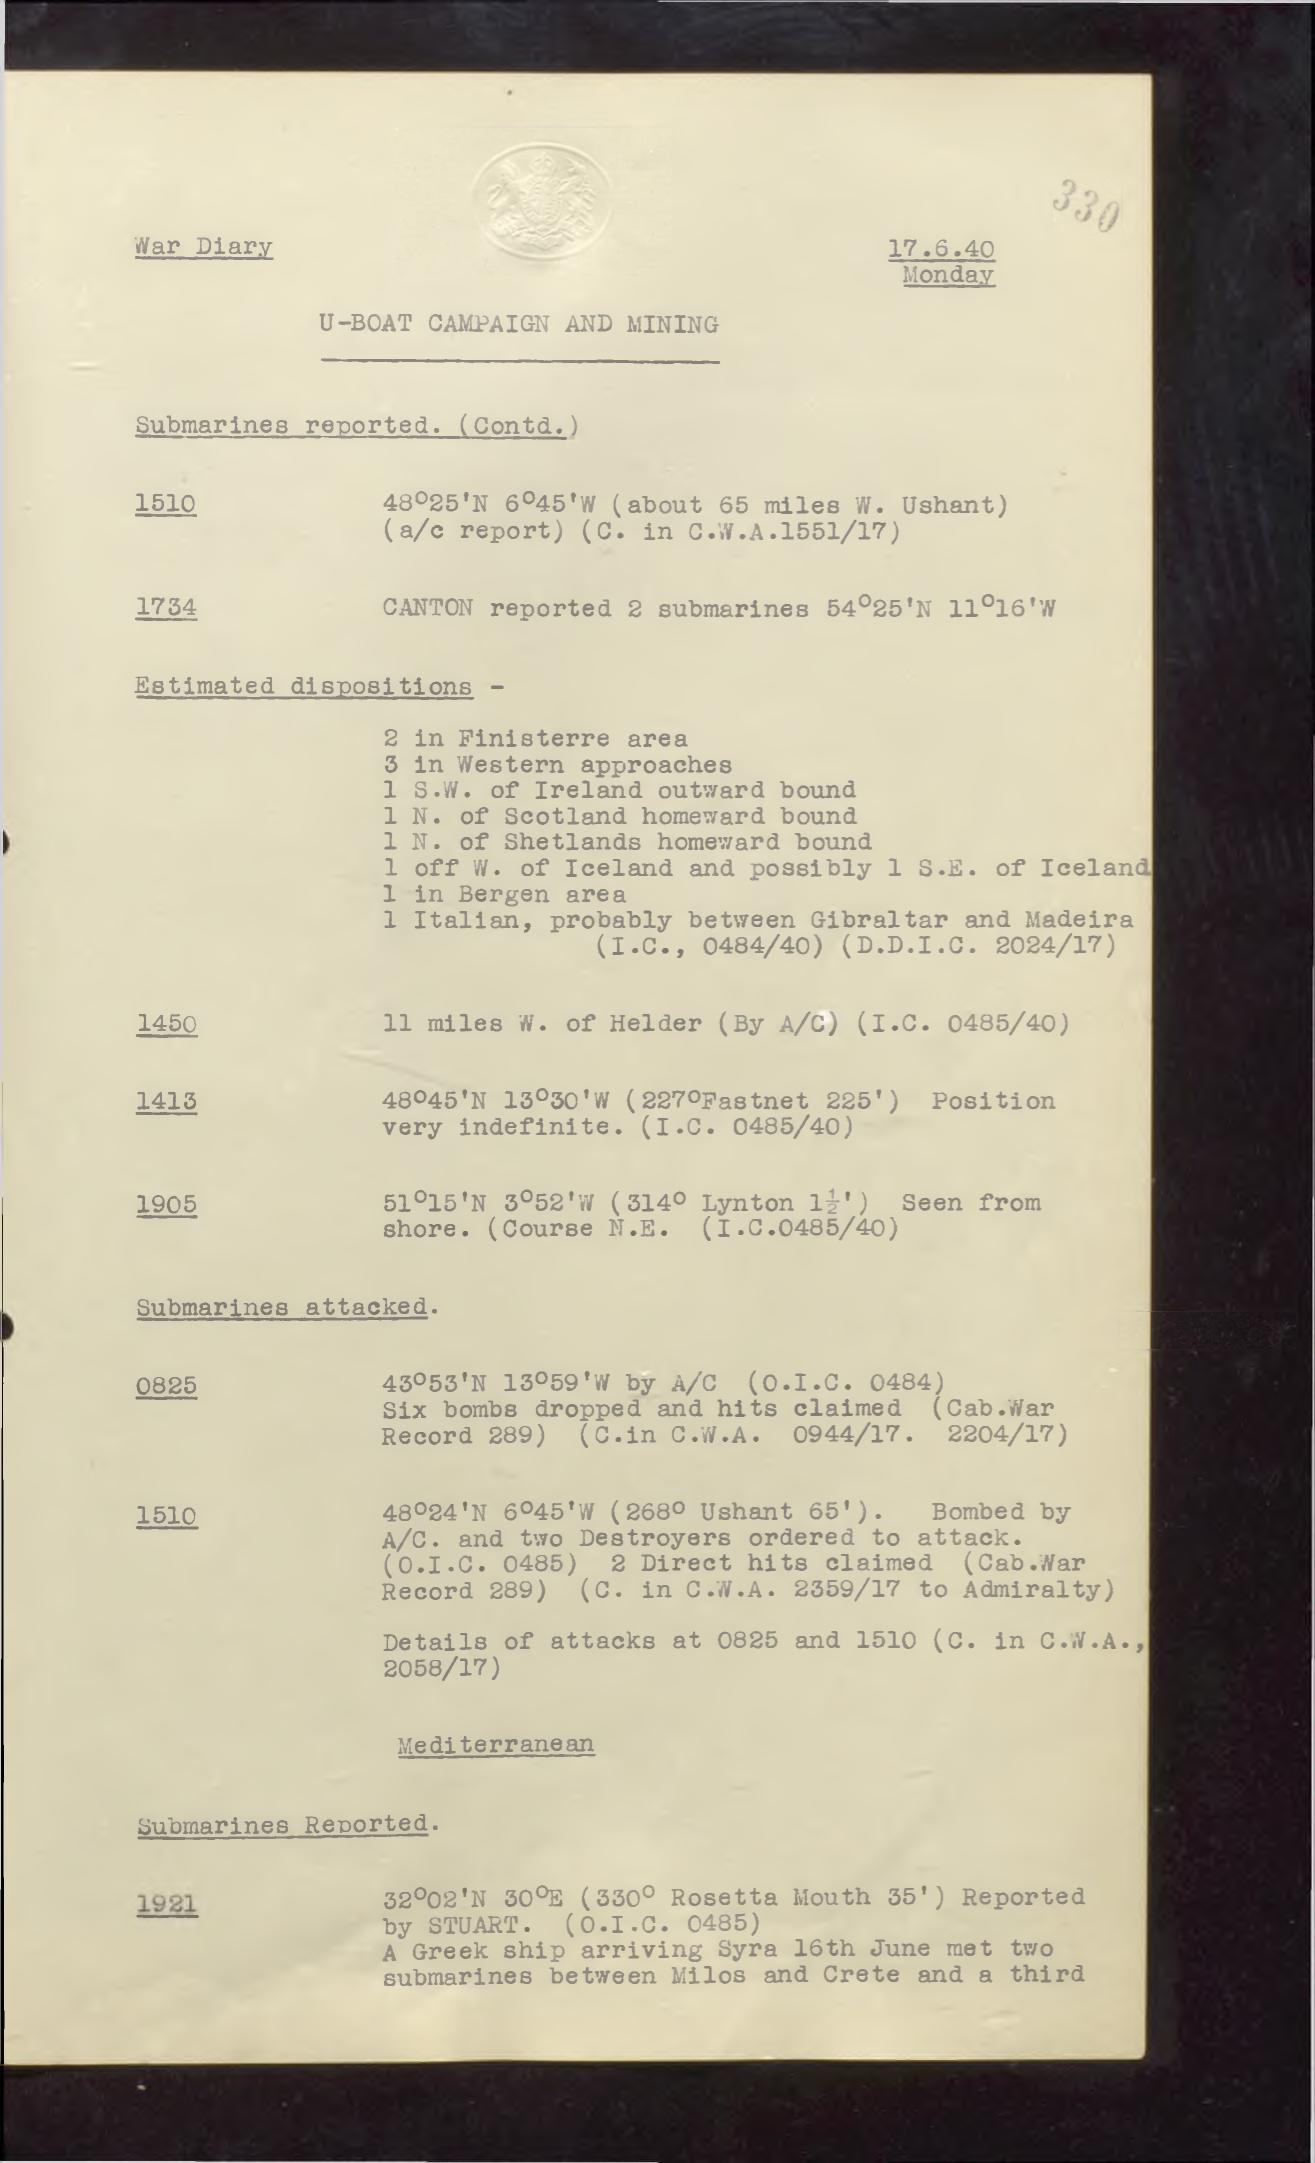 330
War Diary
17.6.40
Monday
U-BOAT CAMPAIGN AND MINING
Submarines reported. (Contd.)
1510 48°25'N 6°45'W (about 65 miles W. Ushant)
(a/c report) (C. in C.W.A.1551/17)
1734 CANTON reported 2 submarines 54°25'N 11°16'W
Estimated dispositions -
2 in Finisterre area
3 in Western approaches
1 S.W. of Ireland outward bound
1 N. of Scotland homeward bound
1 N. of Shetlands homeward bound
1 off W. of Iceland and possibly 1 S.E. of Iceland
1 in Bergen area
1 Italian, probably between Gibraltar and Madeira
(I.C., 0484/40) (D.D.I.C. 2024/17)
1450 11 miles W. of Helder (By A/C) (I.C. 0485/40)
1413 48°45'N 13°30'W (227°Fastnet 225') Position
very indefinite. (I.C. 0485/40)
1905 51°15'N 3°52'W (314° Lynton 1½') Seen from
shore. (Course N.E. (I.C.0485/40)
Submarines attacked.
0825 43°53'N 13°59'W by A/C (O.I.C. 0484)
Six bombs dropped and hits claimed (Cab.War
Record 289) (C.in C.W.A. 0944/17. 2204/17)
1510 48°24'N 6°45'W (268° Ushant 65'). Bombed by
A/C. and two Destroyers ordered to attack.
(O.I.C. 0485) 2 Direct hits claimed (Cab.War
Record 289) (C. in C.W.A. 2359/17 to Admiralty)
Details of attacks at 0825 and 1510 (C. in C.W.A.,
2058/17)
Mediterranean
Submarines Reported.
1921 32°02'N 30°E (330° Rosetta Mouth 35') Reported
by STUART. (O.I.C. 0485)
A Greek ship arriving Syra 16th June met two
submarines between Milos and Crete and a third